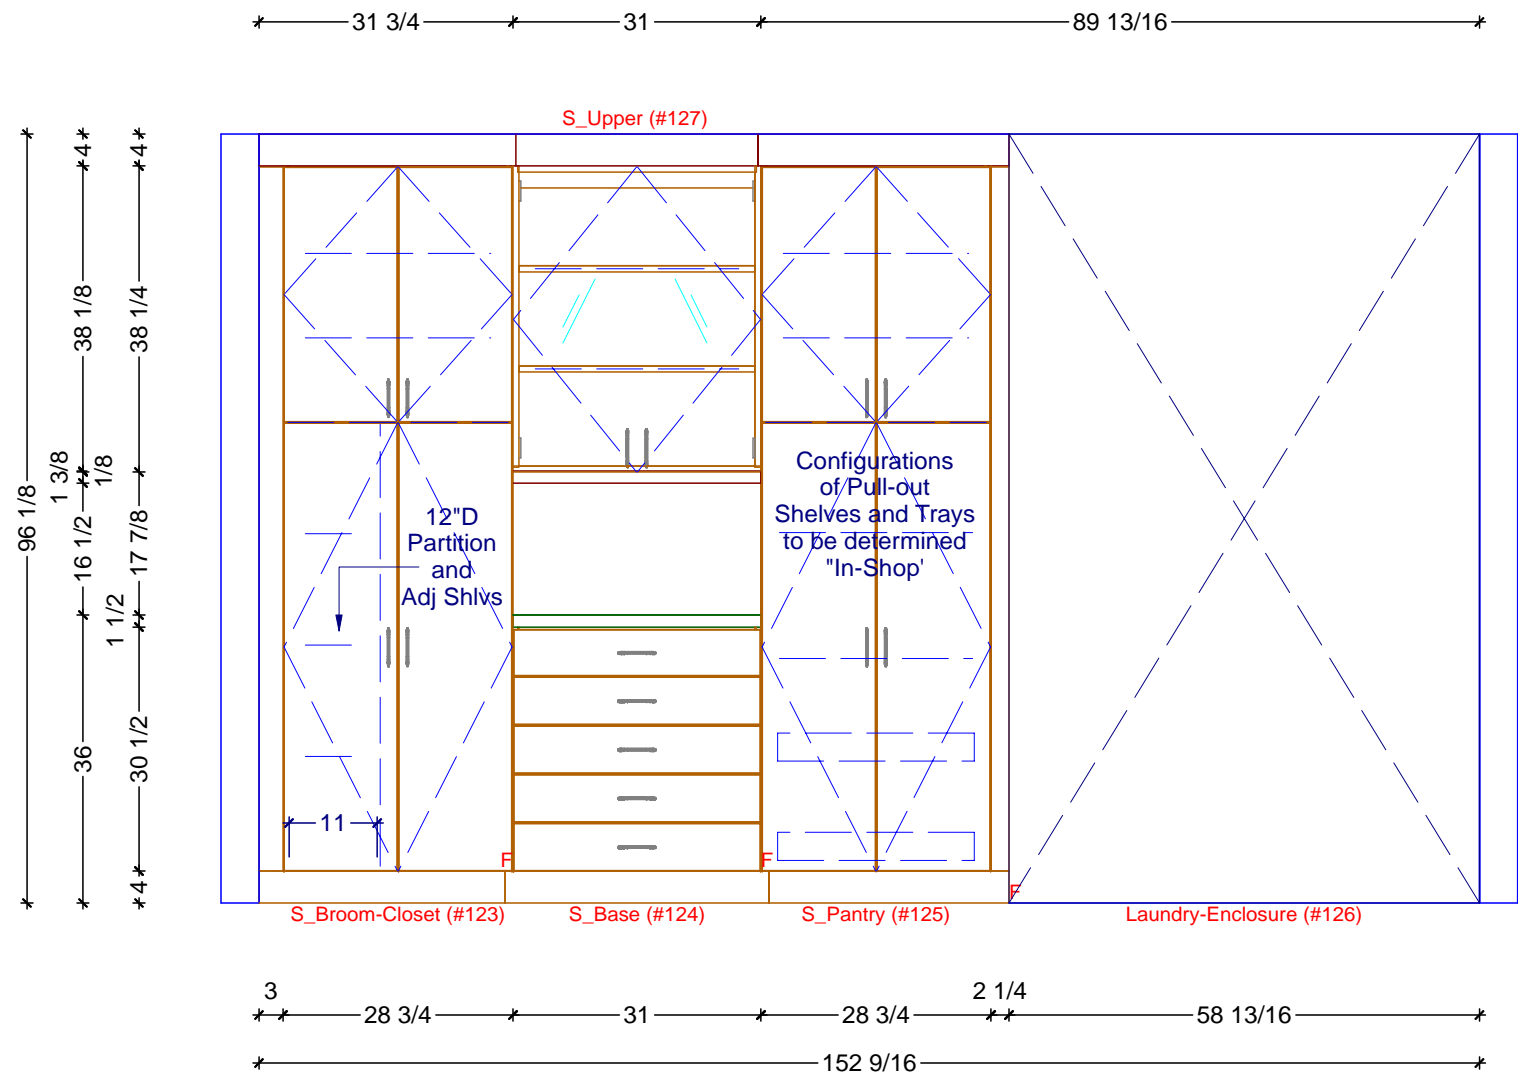 31 3/4
31
89 13/16
S_Upper (#127)
4
4
38 1/8
38 1/4
1 3/8
1/8
96 1/8
16 1/2
17 7/8
1 1/2
36
30 1/2
4
12"D
Partition
and
Adj Shlvs
Configurations
of Pull-out
Shelves and Trays
to be determined
"In-Shop'
11
F
F
F
S_Broom-Closet (#123)
S_Base (#124)
S_Pantry (#125)
Laundry-Enclosure (#126)
3
28 3/4
31
28 3/4
2 1/4
58 13/16
152 9/16